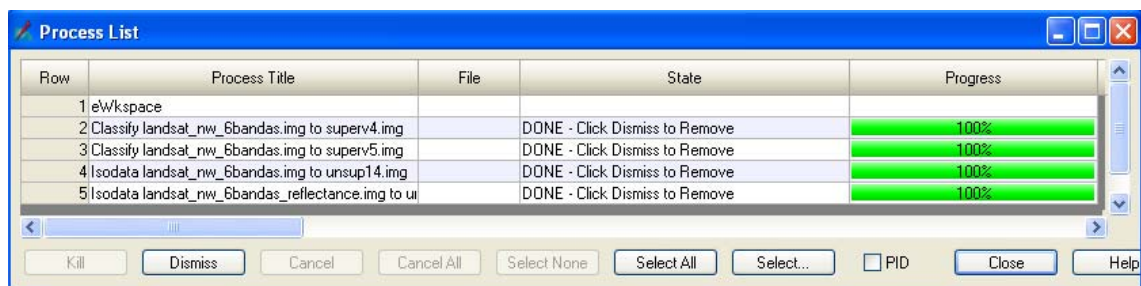 Process List
Row Process Title File State Progress
1 eWkspace
2 Classify landsat_nw_6bandas.img to superv4.img DONE - Click Dismiss to Remove 100%
3 Classify landsat_nw_6bandas.img to superv5.img DONE - Click Dismiss to Remove 100%
4 Isodata landsat_nw_6bandas.img to unsup14.img DONE - Click Dismiss to Remove 100%
5 Isodata landsat_nw_6bandas_reflectance.img to DONE - Click Dismiss to Remove 100%
Kill Dismiss Cancel Cancel All Select None Select All Select... PID Close Help